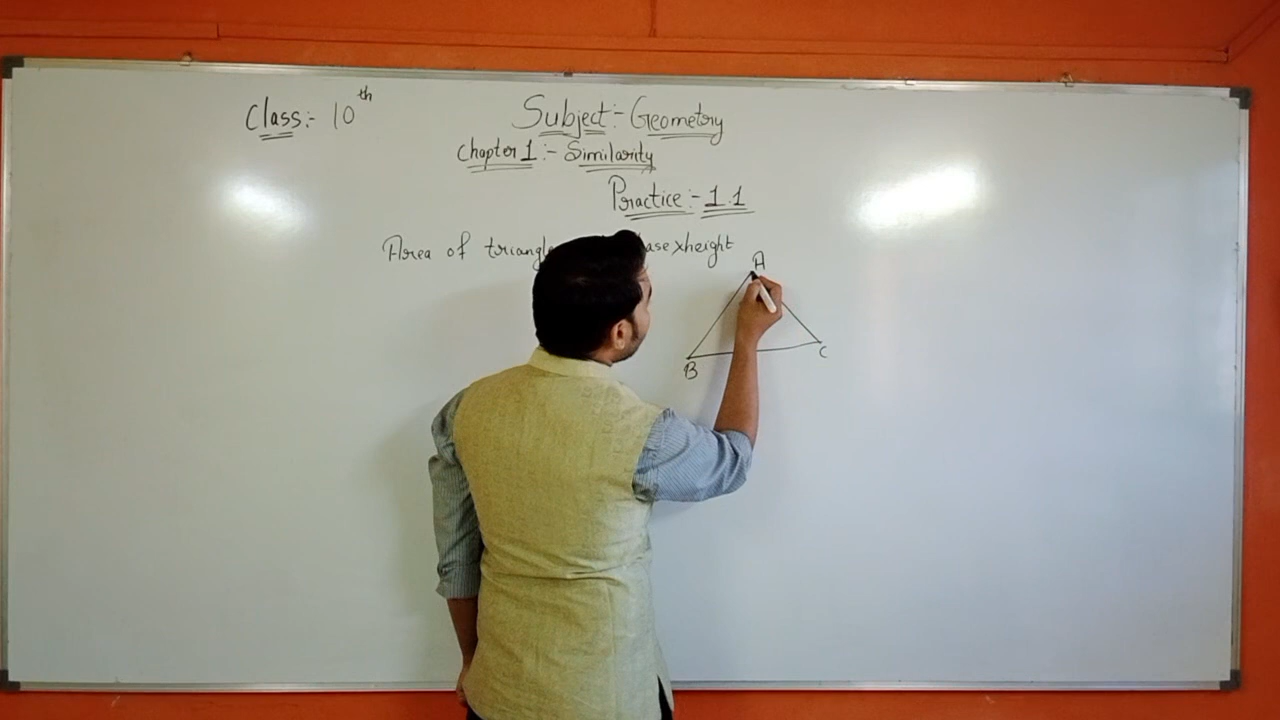 Class:- 10th
Subject:- Geometry
Chapter 1:- Similarity
Practice:- 1.1
Area of triangle base×height
A
B
C